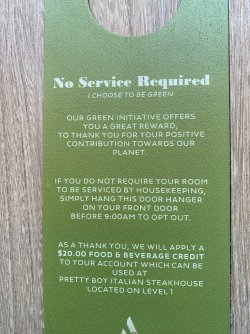 No Service Required
I CHOOSE TO BE GREEN
OUR GREEN INITIATIVE OFFERS
YOU A GREAT REWARD,
TO THANK YOU FOR YOUR POSITIVE
CONTRIBUTION TOWARDS OUR
PLANET.
IF YOU DO NOT REQUIRE YOUR ROOM
TO BE SERVICED BY HOUSEKEEPING,
SIMPLY HANG THIS DOOR HANGER
ON YOUR FRONT DOOR
BEFORE 9:00AM TO OPT OUT.
AS A THANK YOU, WE WILL APPLY A
$20.00 FOOD & BEVERAGE CREDIT
TO YOUR ACCOUNT WHICH CAN BE
USED AT
PRETTY BOY ITALIAN STEAKHOUSE
LOCATED ON LEVEL 1